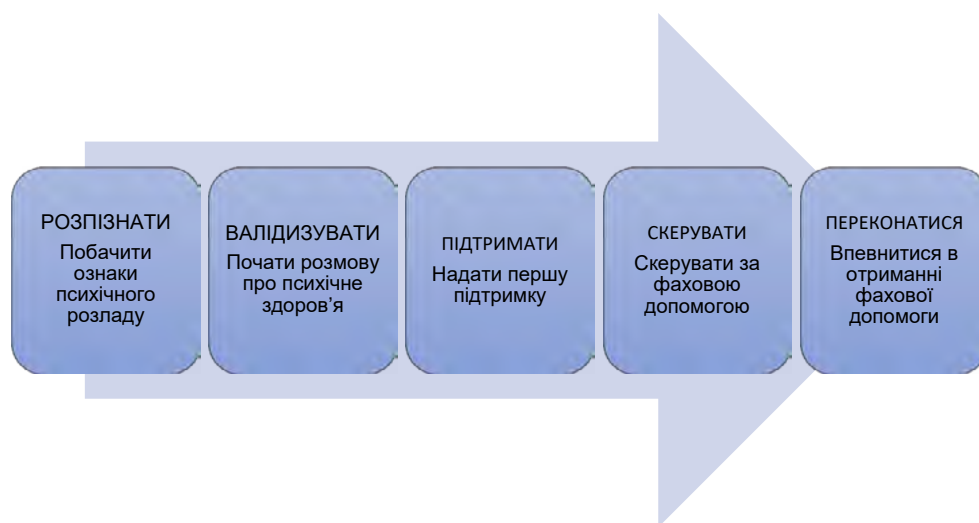 РОЗПІЗНАТИ
Побачити
ознаки
психічного
розладу
ВАЛІДИЗУВАТИ
Почати розмову
про психічне
здоров’я
ПІДТРИМАТИ
Надати першу
підтримку
СКЕРУВАТИ
Скерувати за
фаховою
допомогою
ПЕРЕКОНАТИСЯ
Впевнитися в
отриманні
фахової
допомоги